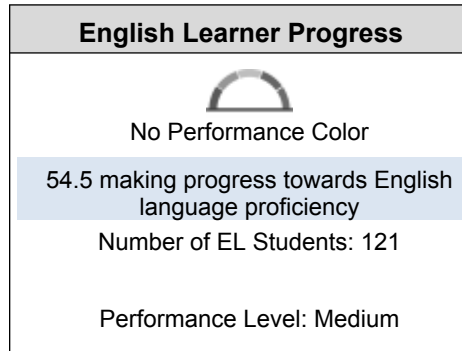 English Learner Progress
No Performance Color
54.5 making progress towards English
language proficiency
Number of EL Students: 121
Performance Level: Medium